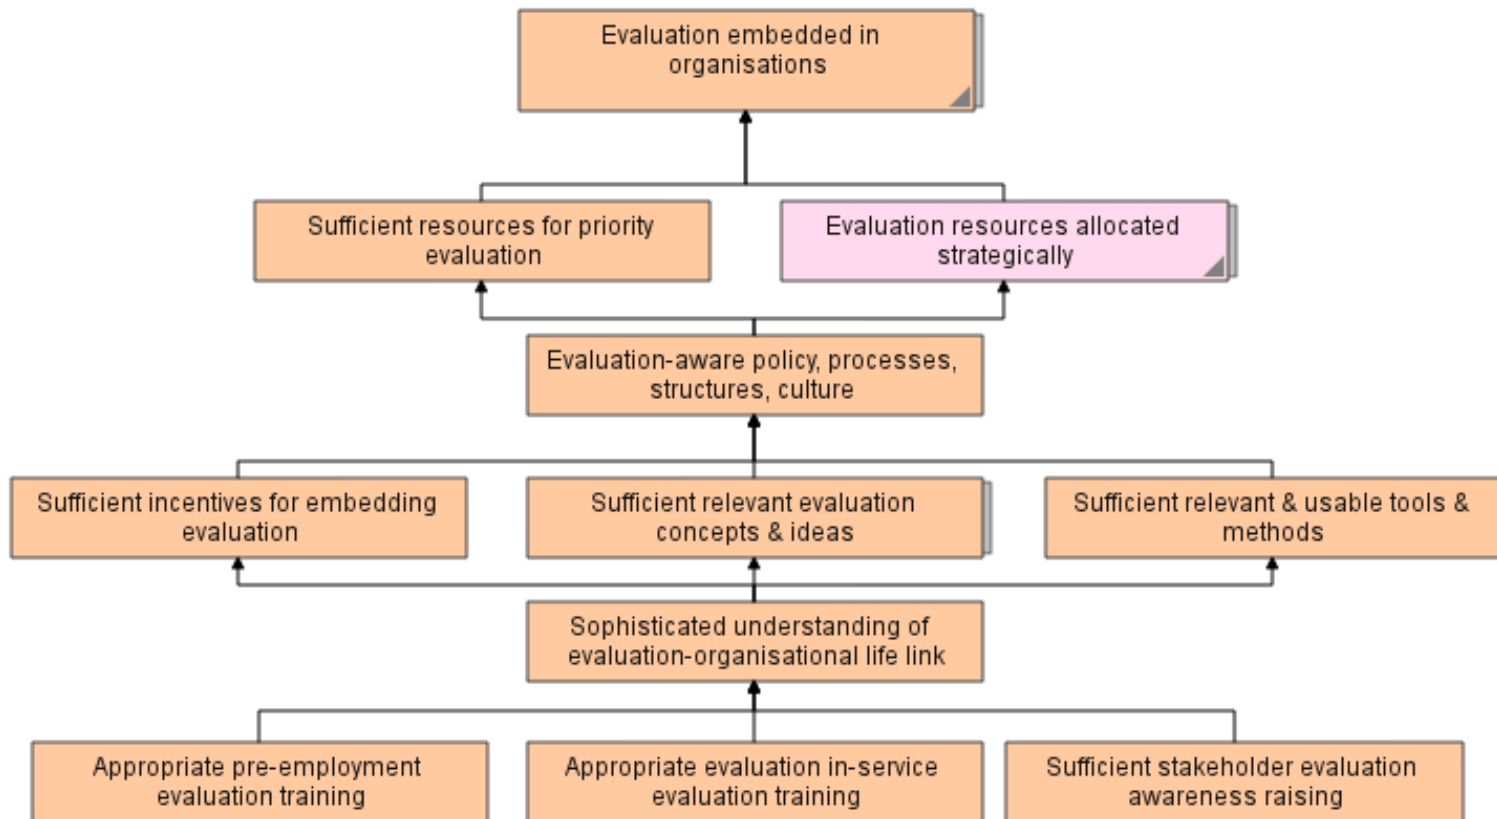 Evaluation embedded in
organisations
Sufficient resources for priority
evaluation
Evaluation resources allocated
strategically
Evaluation-aware policy, processes,
structures, culture
Sufficient incentives for embedding
evaluation
Sufficient relevant evaluation
concepts & ideas
Sufficient relevant & usable tools &
methods
Sophisticated understanding of
evaluation-organisational life link
Appropriate pre-employment
evaluation training
Appropriate evaluation in-service
evaluation training
Sufficient stakeholder evaluation
awareness raising